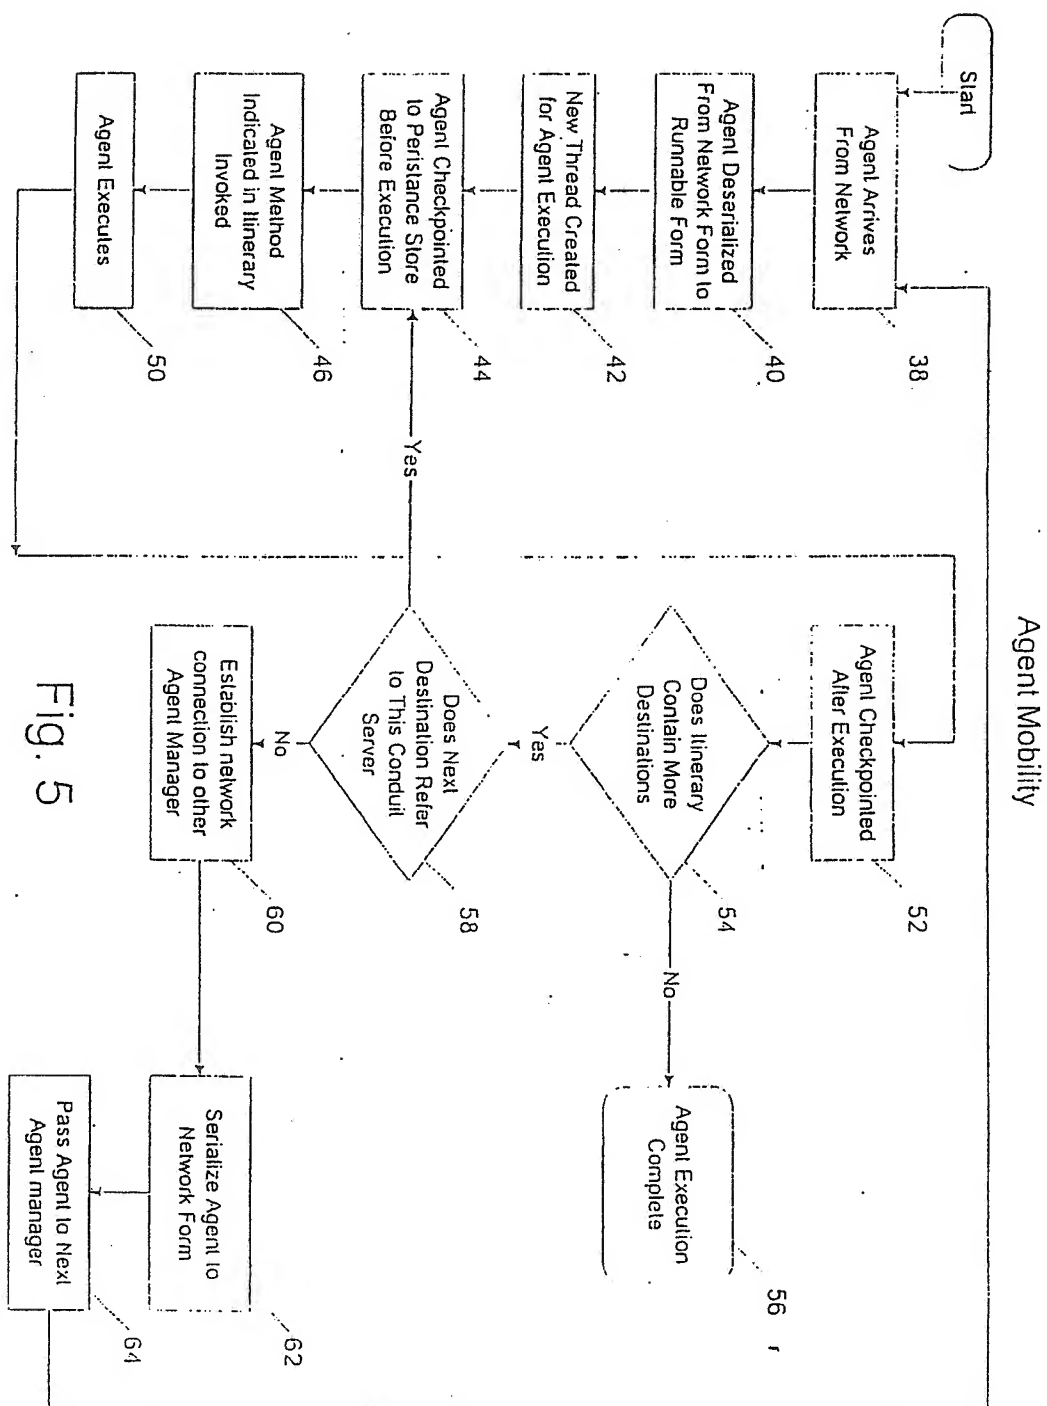 Agent Mobility
Start
Agent Arrives
From Network
38
Agent Deserialized
From Network Form to
Runnable Form
40
New Thread Created
for Agent Execution
42
Agent Checkpointed
to Peristance Store
Before Execution
44
Agent Method
Indicated in Itinerary
Invoked
46
Agent Executes
50
Agent Checkpointed
After Execution
52
Does Itinerary
Contain More
Destinations
54
No
Agent Execution
Complete
56
r
Yes
Does Next
Destination Refer
to This Conduit
Server
58
Yes
No
Establish network
connection to other
Agent Manager
60
Serialize Agent to
Network Form
62
Pass Agent to Next
Agent manager
64
Fig. 5